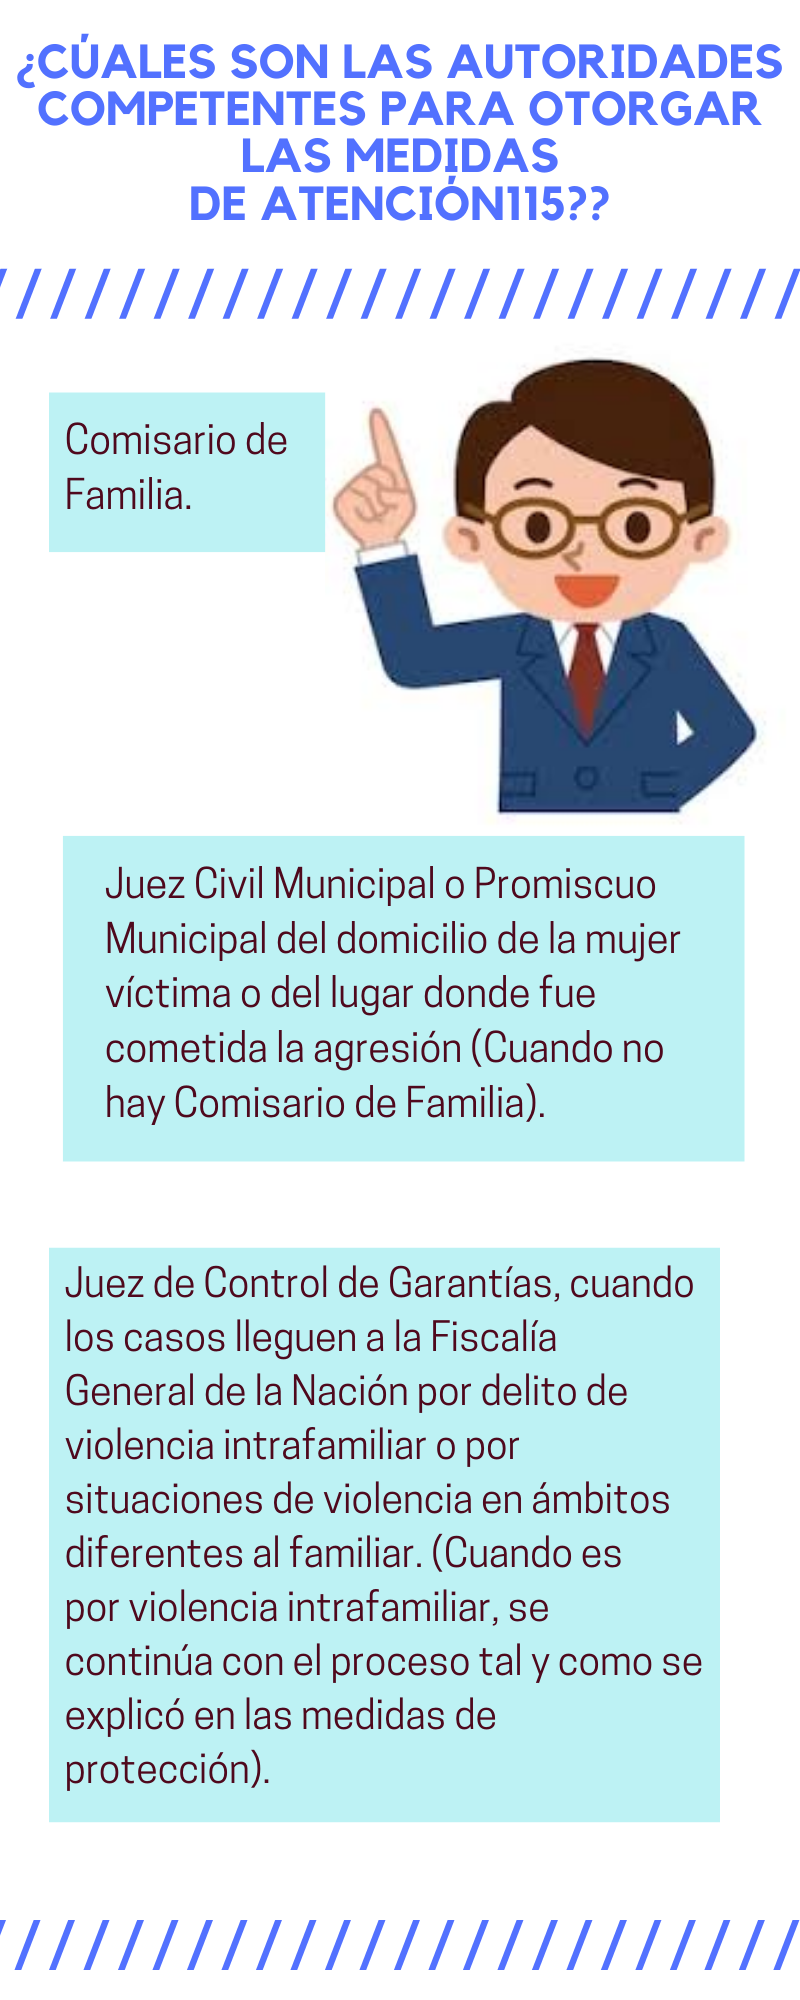 ¿CÚALES SON LAS AUTORIDADES
COMPETENTES PARA OTORGAR
LAS MEDIDAS
DE ATENCIÓN115??
Comisario de
Familia.
Juez Civil Municipal o Promiscuo
Municipal del domicilio de la mujer
víctima o del lugar donde fue
cometida la agresión (Cuando no
hay Comisario de Familia).
Juez de Control de Garantías, cuando
los casos lleguen a la Fiscalía
General de la Nación por delito de
violencia intrafamiliar o por
situaciones de violencia en ámbitos
diferentes al familiar. (Cuando es
por violencia intrafamiliar, se
continúa con el proceso tal y como se
explicó en las medidas de
protección).